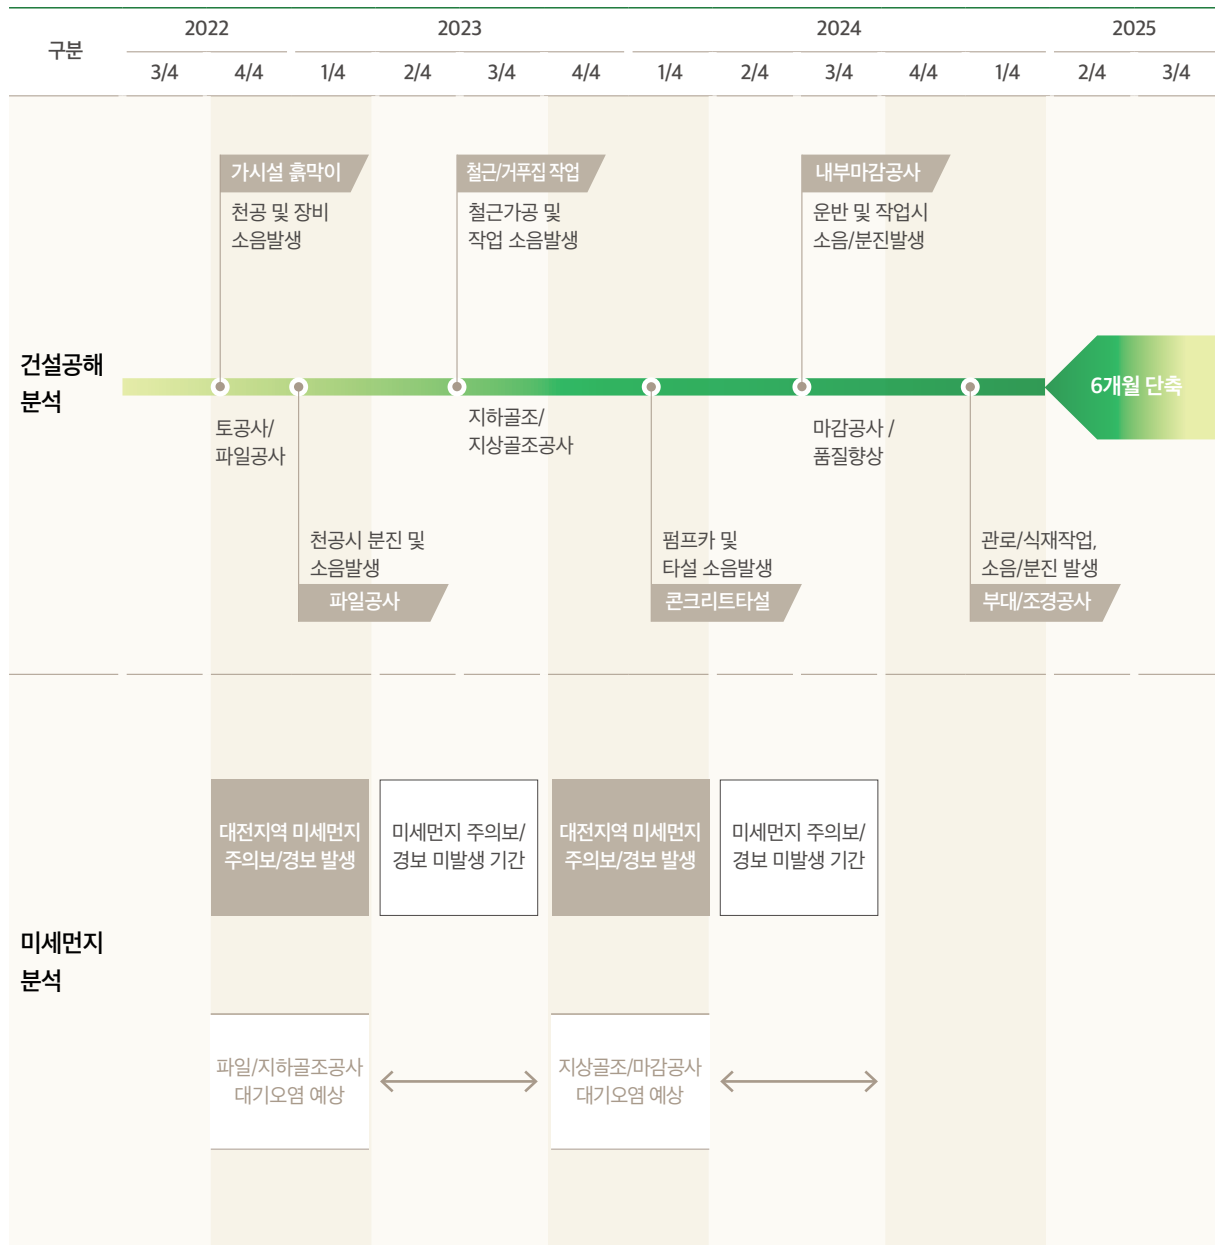 구분
2022
2023
2024
2025
3/4
4/4
1/4
2/4
3/4
4/4
1/4
2/4
3/4
4/4
1/4
2/4
3/4
건설공해
분석
가시설 흙막이
천공 및 장비
소음발생
철근/거푸집 작업
철근가공 및
작업 소음발생
내부마감공사
운반 및 작업시
소음/분진발생
6개월 단축
토공사/
파일공사
지하골조/
지상골조공사
마감공사 /
품질향상
천공시 분진 및
소음발생
파일공사
펌프카 및
타설 소음발생
콘크리트타설
관로/식재작업,
소음/분진 발생
부대/조경공사
미세먼지
분석
대전지역 미세먼지
주의보/경보 발생
미세먼지 주의보/
경보 미발생 기간
대전지역 미세먼지
주의보/경보 발생
미세먼지 주의보/
경보 미발생 기간
파일/지하골조공사
대기오염 예상
지상골조/마감공사
대기오염 예상